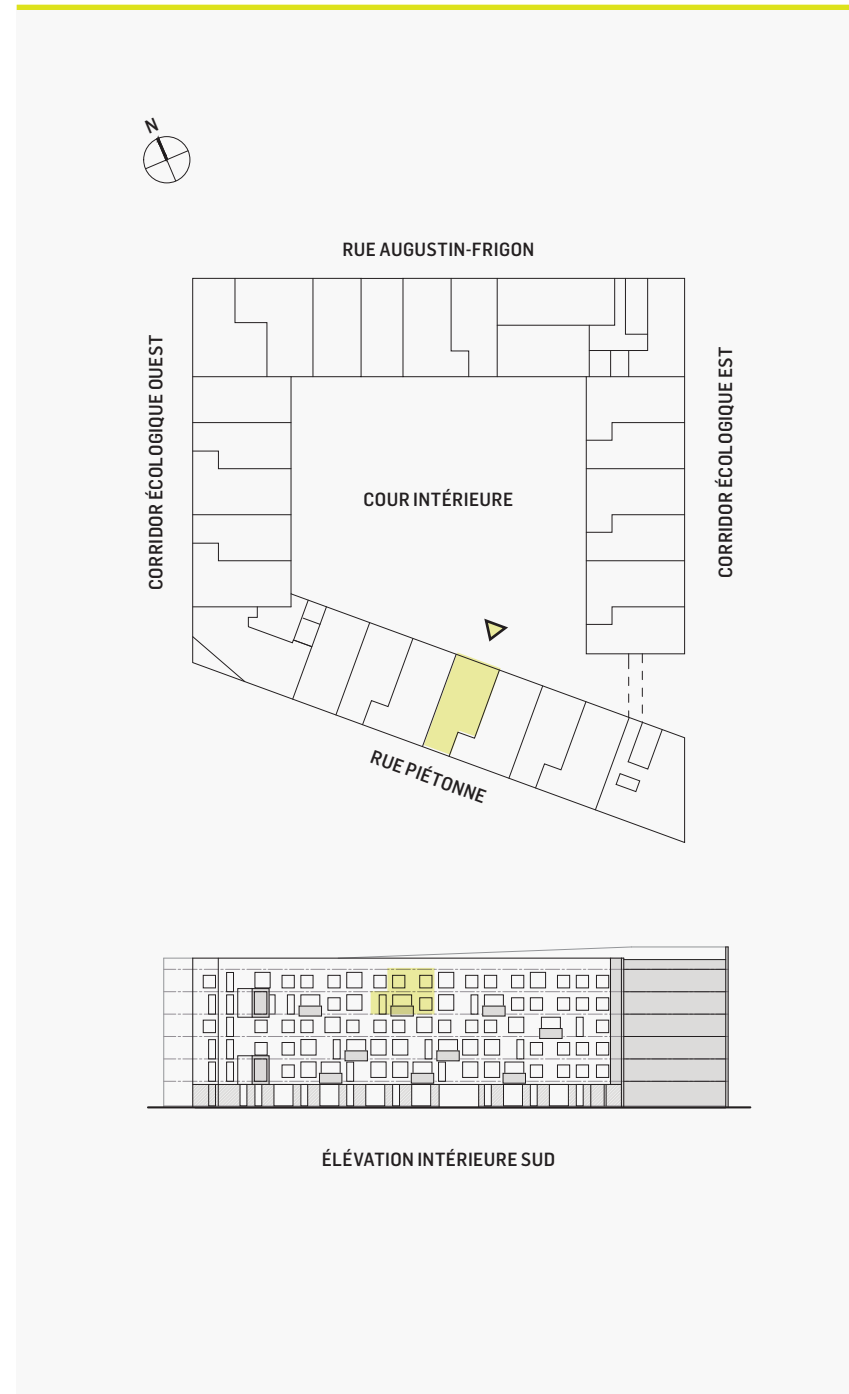 N
RUE AUGUSTIN-FRIGON
CORRIDOR ÉCOLOGIQUE OUEST
CORRIDOR ÉCOLOGIQUE EST
COUR INTÉRIEURE
RUE PIÉTONNE
ÉLÉVATION INTÉRIEURE SUD